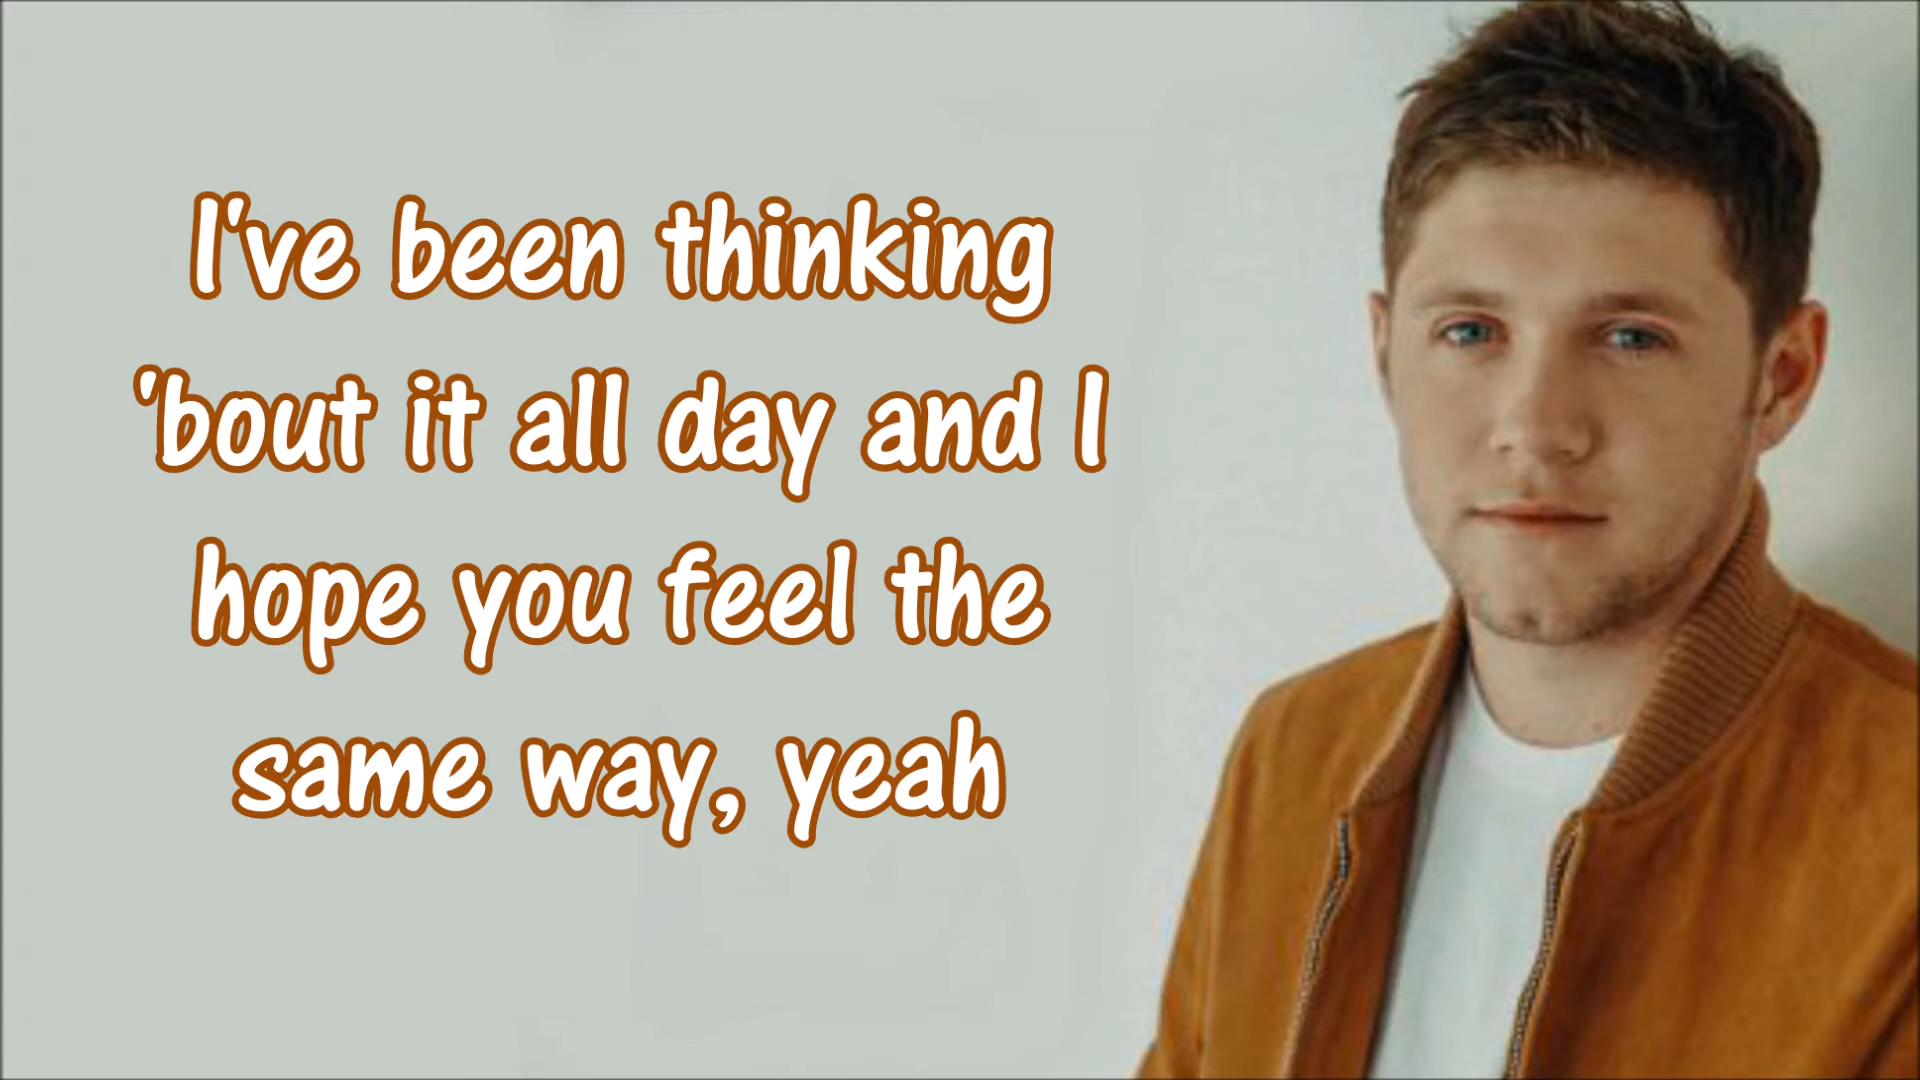 I've been thinking
'bout it all day and I
hope you feel the
same way, yeah